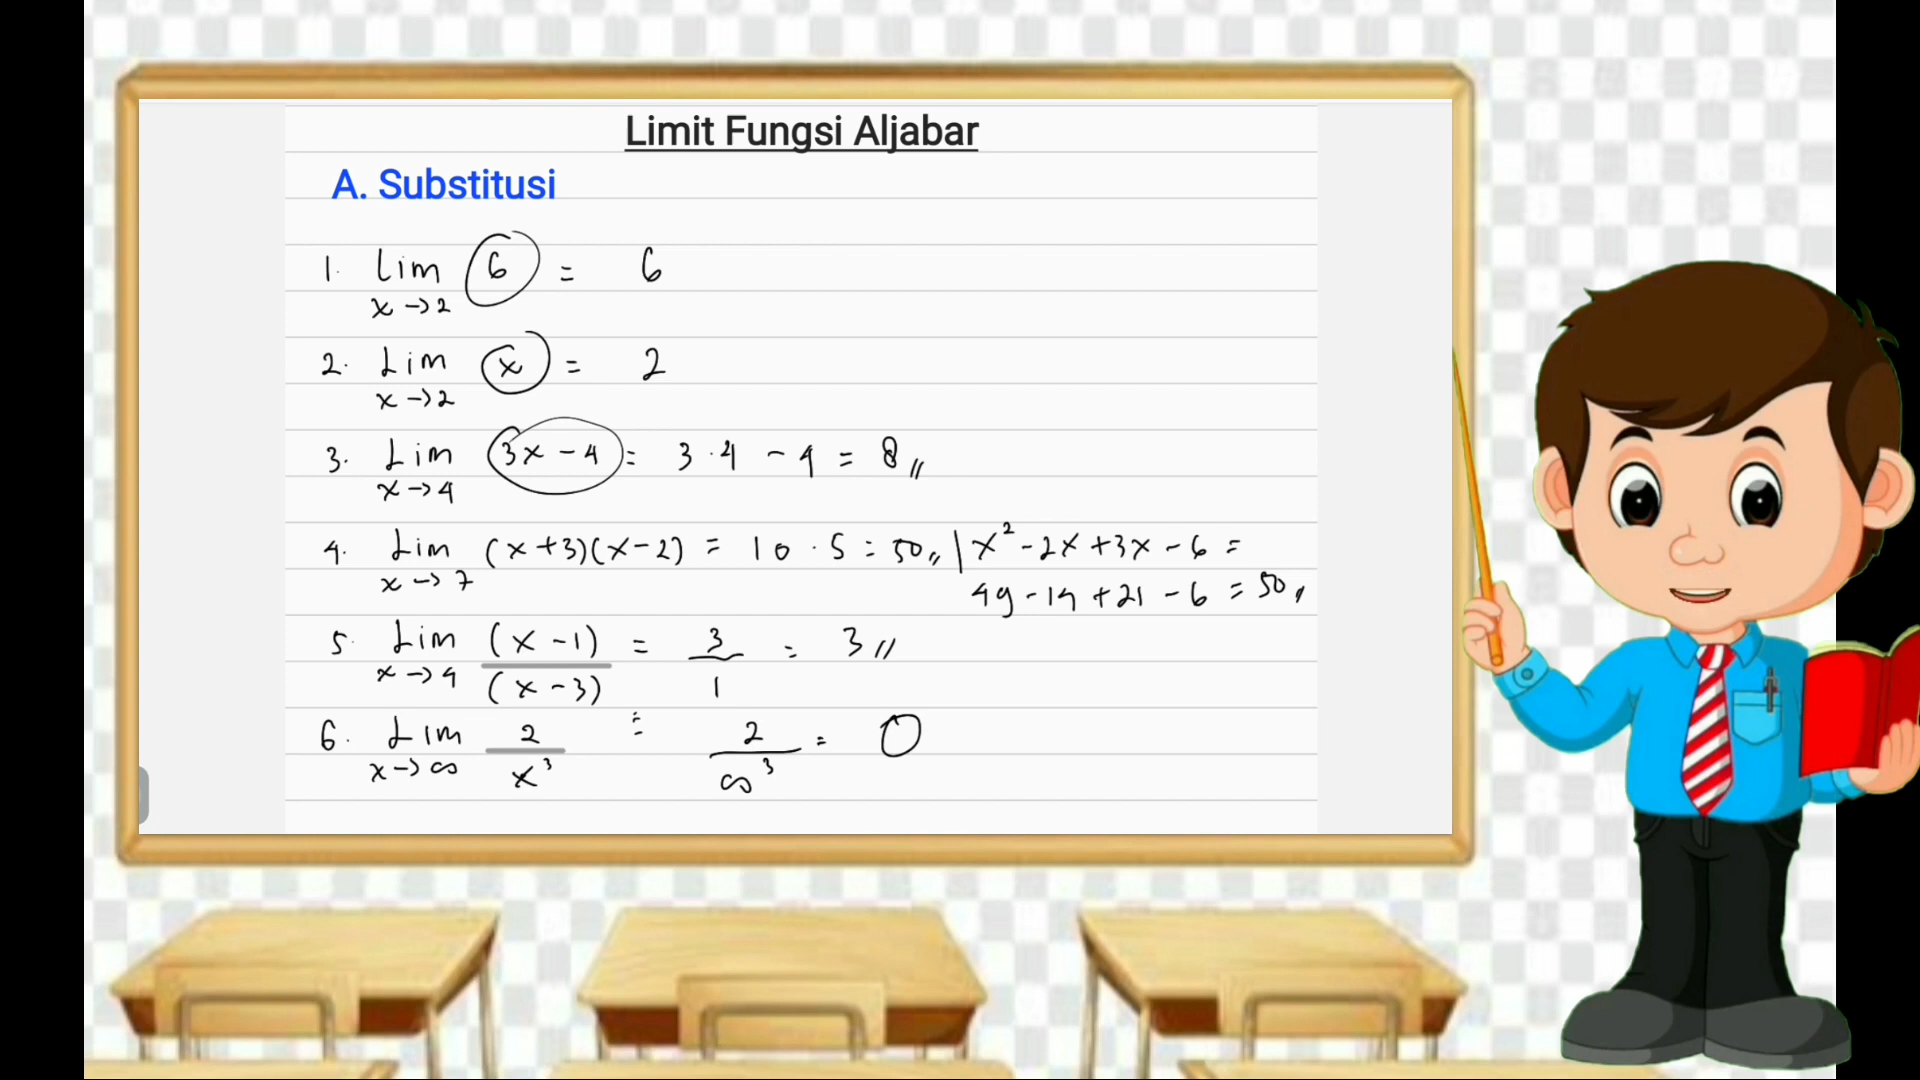 Limit Fungsi Aljabar
A. Substitusi
1. Lim 6 = 6
x→2
2. Lim x = 2
x→2
3. Lim 3x - 4 = 3·4 - 4 = 8//
x→4
4. Lim (x+3)(x-2) = 10·5 = 50// | x²-2x+3x-6 =
x→7
49-14+21-6 = 50//
5. Lim (x-1)/(x-3) = 3/1 = 3//
x→4
6. Lim 2/x³ = 2/∞³ = 0
x→∞